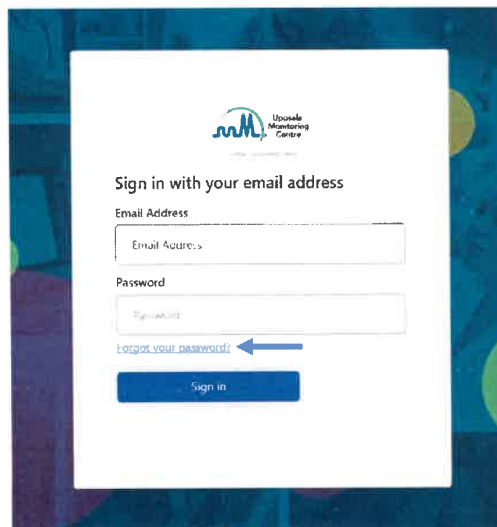 Uppsala
Monitoring
Centre
Sign in with your email address
Email Address
Email Address
Password
Password
Forgot your password?
Sign in